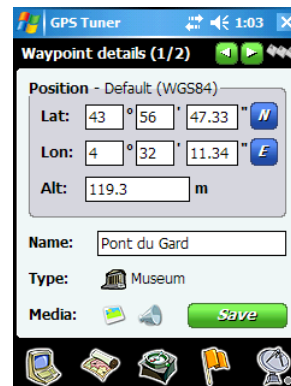 GPS Tuner 1:03
Waypoint details (1/2)
Position - Default (WGS84)
Lat: 43 ° 56 ' 47.33 " N
Lon: 4 ° 32 ' 11.34 " E
Alt: 119.3 m
Name: Pont du Gard
Type: Museum
Media: Save